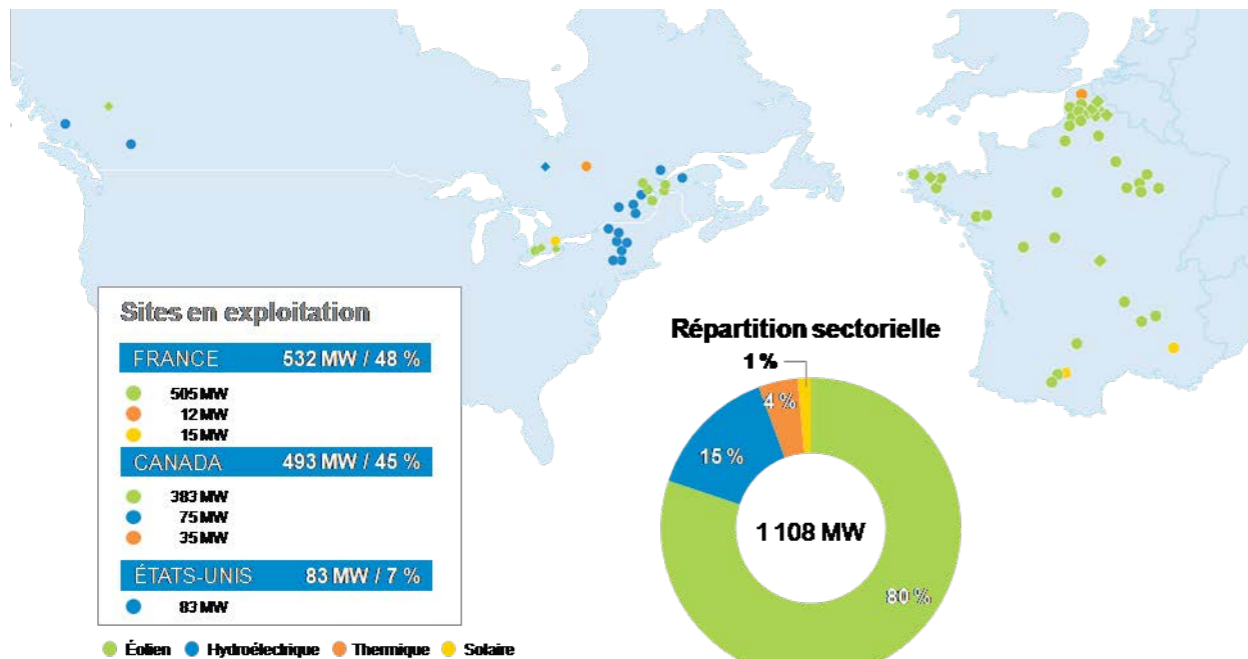 Sites en exploitation
FRANCE 532 MW / 48 %
505 MW
12 MW
15 MW
CANADA 493 MW / 45 %
383 MW
75 MW
35 MW
ÉTATS-UNIS 83 MW / 7 %
83 MW
Éolien Hydroélectrique Thermique Solaire
Répartition sectorielle
1 %
4 %
15 %
1 108 MW
80 %